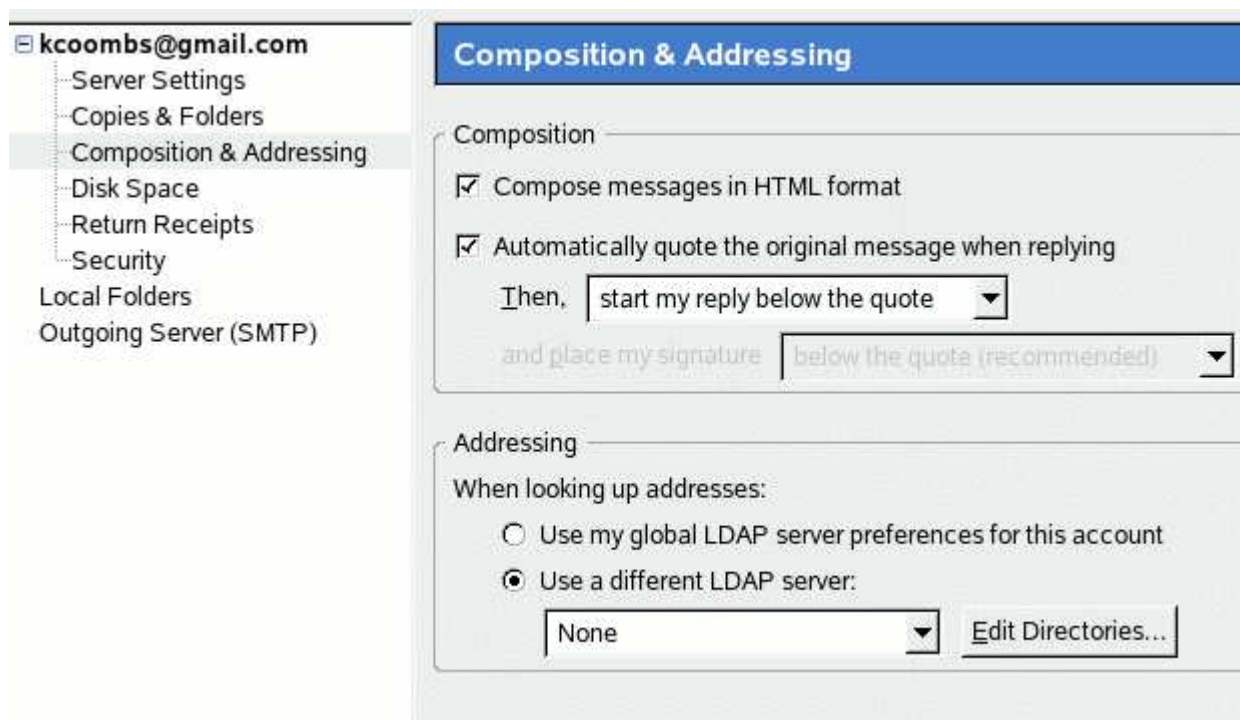 kcoombs@gmail.com
Server Settings
Copies & Folders
Composition & Addressing
Disk Space
Return Receipts
Security
Local Folders
Outgoing Server (SMTP)
Composition & Addressing
Composition
Compose messages in HTML format
Automatically quote the original message when replying
Then, start my reply below the quote
and place my signature below the quote (recommended)
Addressing
When looking up addresses:
Use my global LDAP server preferences for this account
Use a different LDAP server:
None Edit Directories...